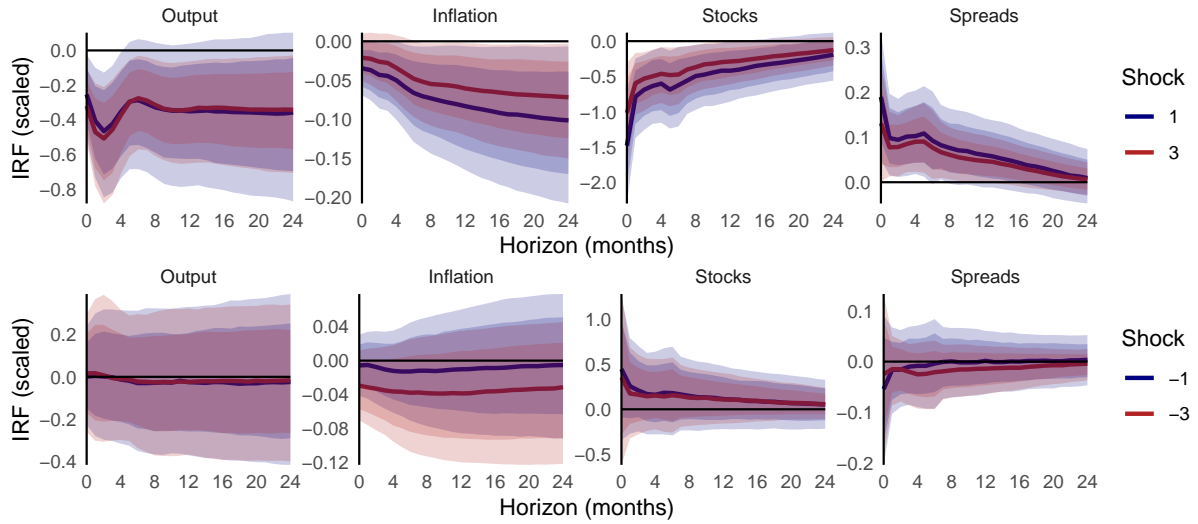 Output
Inflation
Stocks
Spreads
IRF (scaled)
0.0
−0.2
−0.4
−0.6
−0.8
0.00
−0.05
−0.10
−0.15
−0.20
0.0
−0.5
−1.0
−1.5
−2.0
0.3
0.2
0.1
0.0
0 4 8 12 16 20 24
0 4 8 12 16 20 24
0 4 8 12 16 20 24
0 4 8 12 16 20 24
Horizon (months)
Shock
1
3
Output
Inflation
Stocks
Spreads
IRF (scaled)
0.2
0.0
−0.2
−0.4
0.04
0.00
−0.04
−0.08
−0.12
1.0
0.5
0.0
−0.5
0.1
0.0
−0.1
−0.2
0 4 8 12 16 20 24
0 4 8 12 16 20 24
0 4 8 12 16 20 24
0 4 8 12 16 20 24
Horizon (months)
Shock
−1
−3